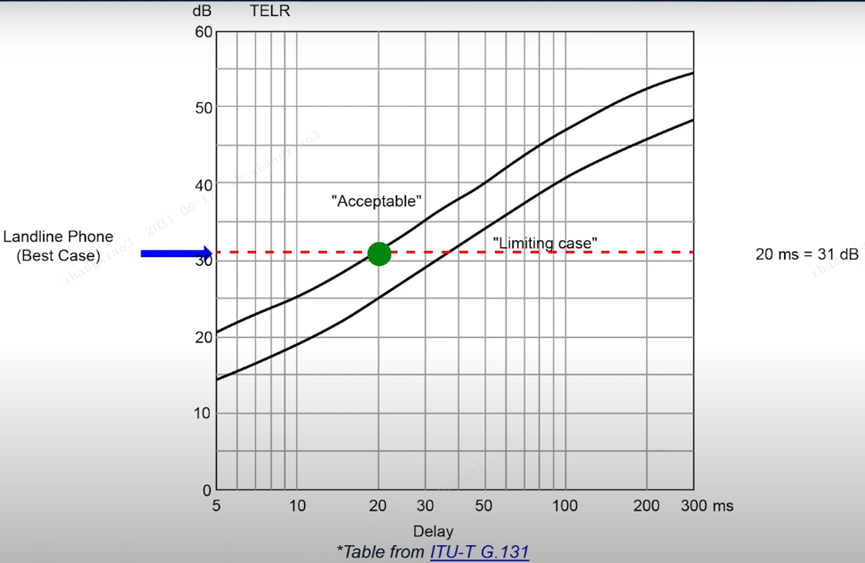 dB TELR
60
50
"Acceptable"
40
Landline Phone
(Best Case)
"Limiting case"
30
20 ms = 31 dB
20
10
0
5 10 20 30 50 100 200 300 ms
Delay
*Table from ITU-T G.131